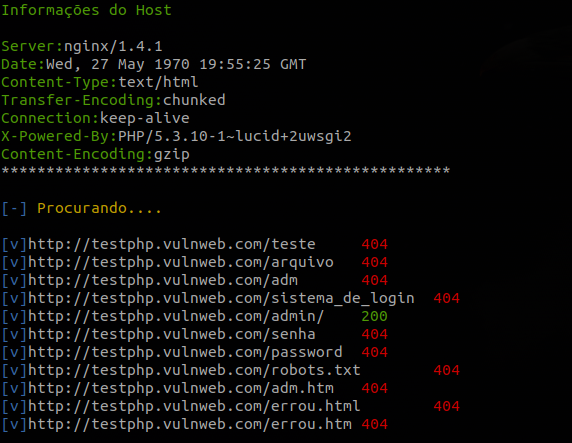 Informações do Host
Server:nginx/1.4.1
Date:Wed, 27 May 1970 19:55:25 GMT
Content-Type:text/html
Transfer-Encoding:chunked
Connection:keep-alive
X-Powered-By:PHP/5.3.10-1~lucid+2uwsgi2
Content-Encoding:gzip
**************************************************
[-] Procurando....
[v]http://testphp.vulnweb.com/teste 404
[v]http://testphp.vulnweb.com/arquivo 404
[v]http://testphp.vulnweb.com/adm 404
[v]http://testphp.vulnweb.com/sistema_de_login 404
[v]http://testphp.vulnweb.com/admin/ 200
[v]http://testphp.vulnweb.com/senha 404
[v]http://testphp.vulnweb.com/password 404
[v]http://testphp.vulnweb.com/robots.txt 404
[v]http://testphp.vulnweb.com/adm.htm 404
[v]http://testphp.vulnweb.com/errou.html 404
[v]http://testphp.vulnweb.com/errou.htm 404